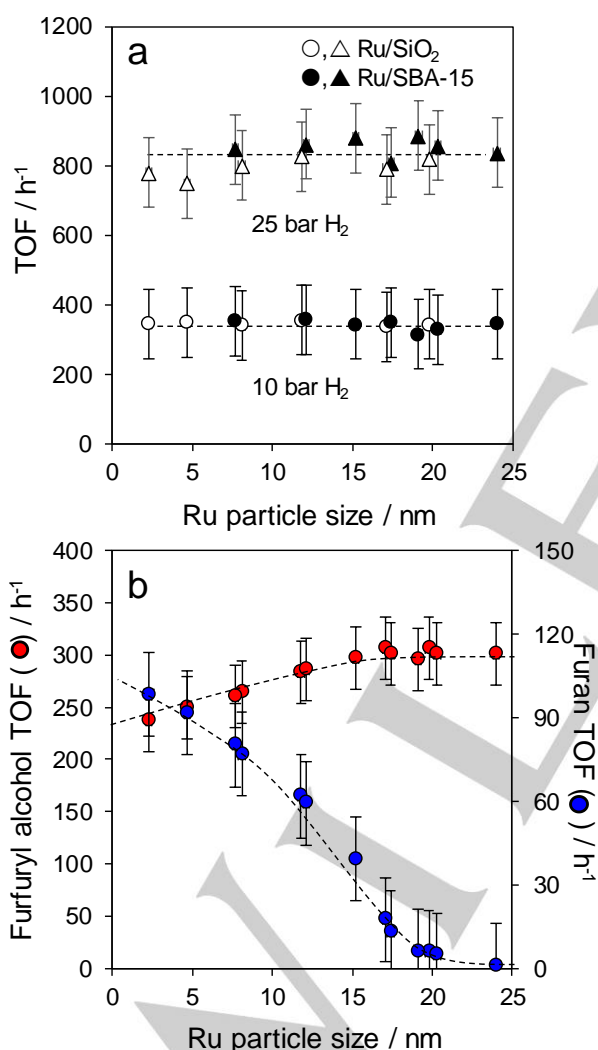 a
○, △ Ru/SiO₂
●, ▲ Ru/SBA-15
1200
1000
800
600
400
200
0
TOF / h⁻¹
25 bar H₂
10 bar H₂
0 5 10 15 20 25
Ru particle size / nm
b
400
350
300
250
200
150
100
50
0
Furfuryl alcohol TOF (●) / h⁻¹
150
120
90
60
30
0
Furan TOF (●) / h⁻¹
0 5 10 15 20 25
Ru particle size / nm